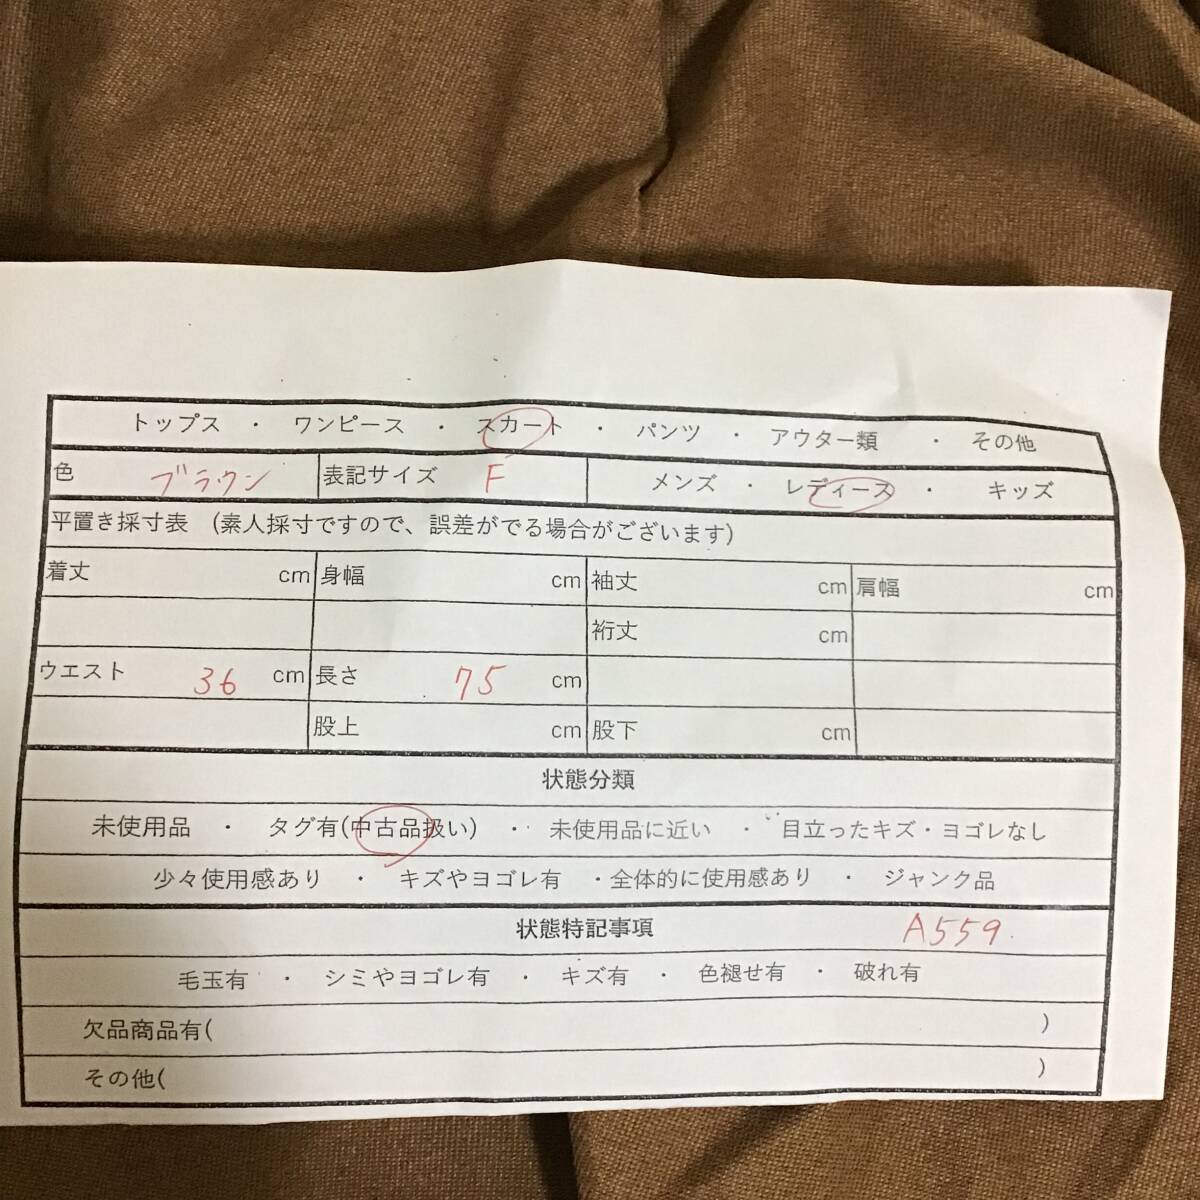 トップス ・ ワンピース ・ スカート ・ パンツ ・ アウター類 ・ その他
色 ブラウン 表記サイズ F メンズ ・ レディース ・ キッズ
平置き採寸表 (素人採寸ですので、誤差がでる場合がございます)
着丈 cm 身幅 cm 袖丈 cm 肩幅 cm
裄丈 cm
ウエスト 36 cm 長さ 75 cm
股上 cm 股下 cm
状態分類
未使用品 ・ タグ有(中古品扱い) ・ 未使用品に近い ・ 目立ったキズ・ヨゴレなし
少々使用感あり ・ キズやヨゴレ有 ・全体的に使用感あり ・ ジャンク品
状態特記事項 A559
毛玉有 ・ シミやヨゴレ有 ・ キズ有 ・ 色褪せ有 ・ 破れ有
欠品商品有( )
その他( )